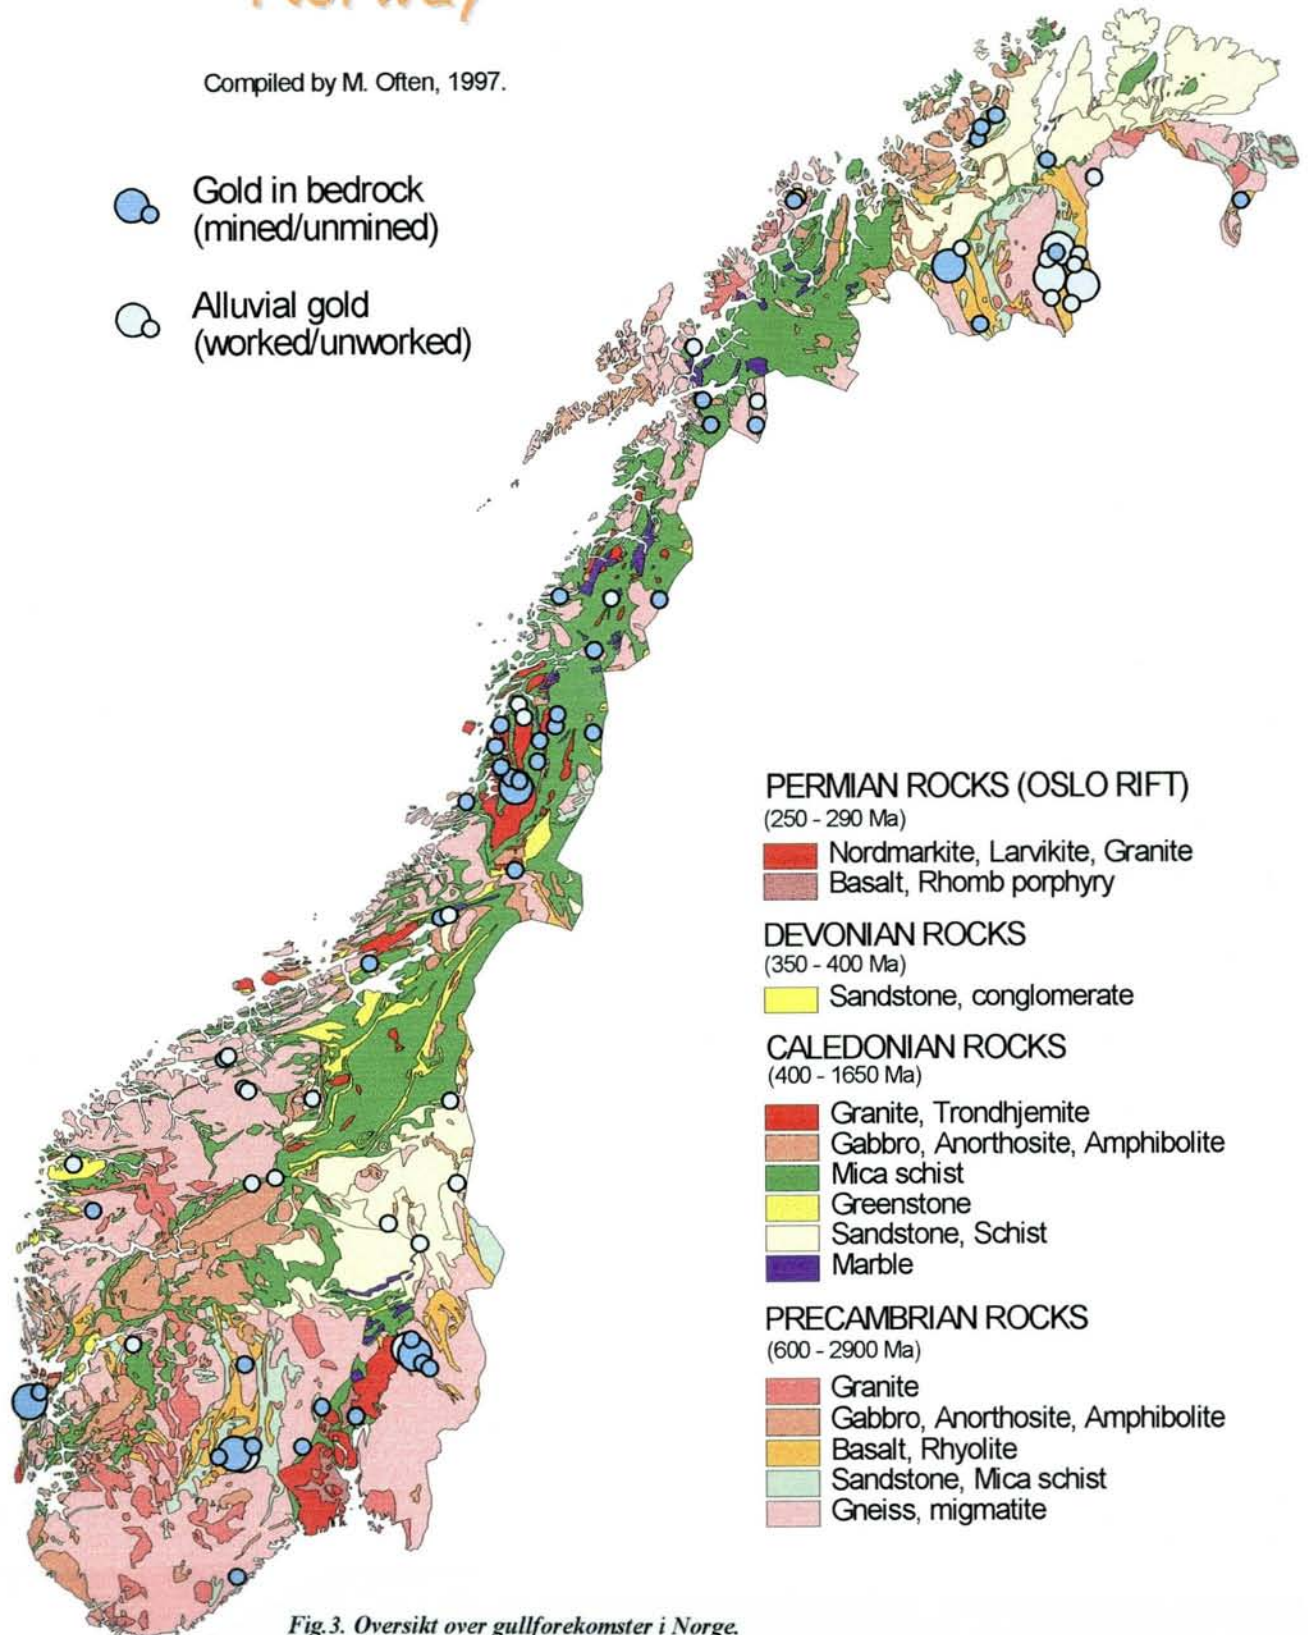 Norway
Compiled by M. Often, 1997.
Gold in bedrock
(mined/unmined)
Alluvial gold
(worked/unworked)
PERMIAN ROCKS (OSLO RIFT)
(250 - 290 Ma)
Nordmarkite, Larvikite, Granite
Basalt, Rhomb porphyry
DEVONIAN ROCKS
(350 - 400 Ma)
Sandstone, conglomerate
CALEDONIAN ROCKS
(400 - 1650 Ma)
Granite, Trondhjemite
Gabbro, Anorthosite, Amphibolite
Mica schist
Greenstone
Sandstone, Schist
Marble
PRECAMBRIAN ROCKS
(600 - 2900 Ma)
Granite
Gabbro, Anorthosite, Amphibolite
Basalt, Rhyolite
Sandstone, Mica schist
Gneiss, migmatite
Fig.3. Oversikt over gullforekomster i Norge.